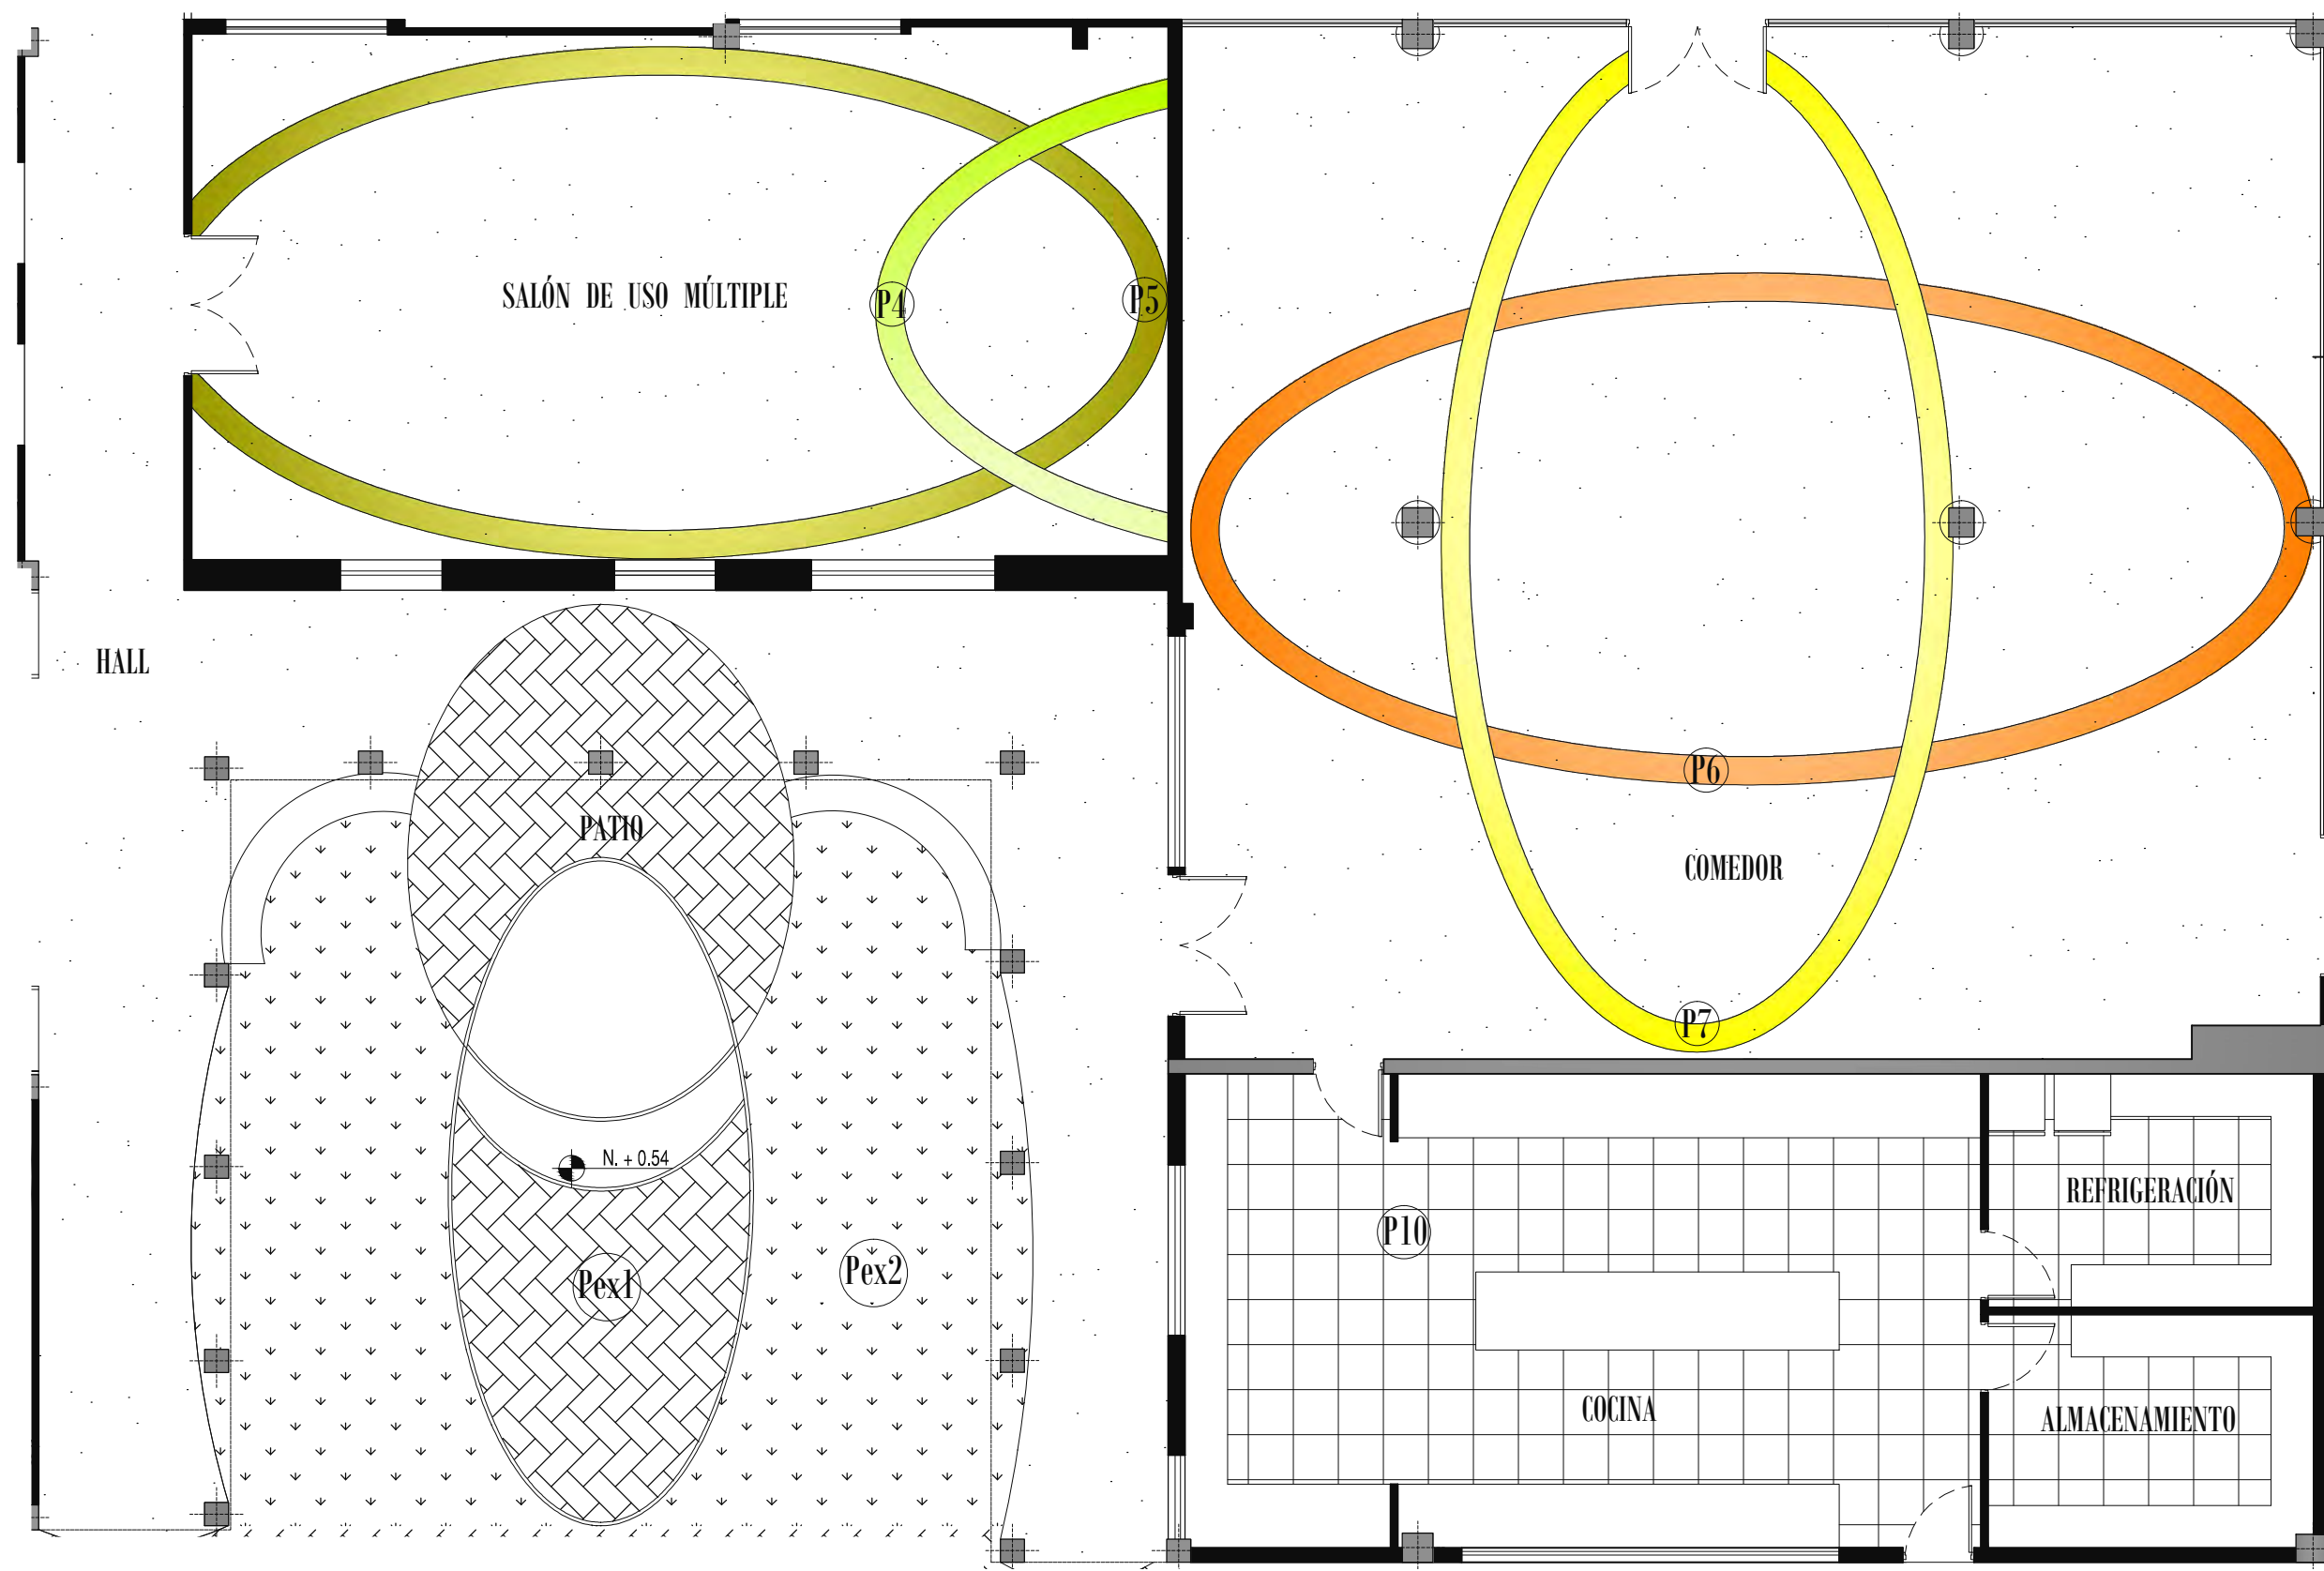 SALÓN DE USO MÚLTIPLE
P4
P5
HALL
PATIO
P6
COMEDOR
P7
N. + 0.54
Pex1
Pex2
P10
REFRIGERACIÓN
COCINA
ALMACENAMIENTO